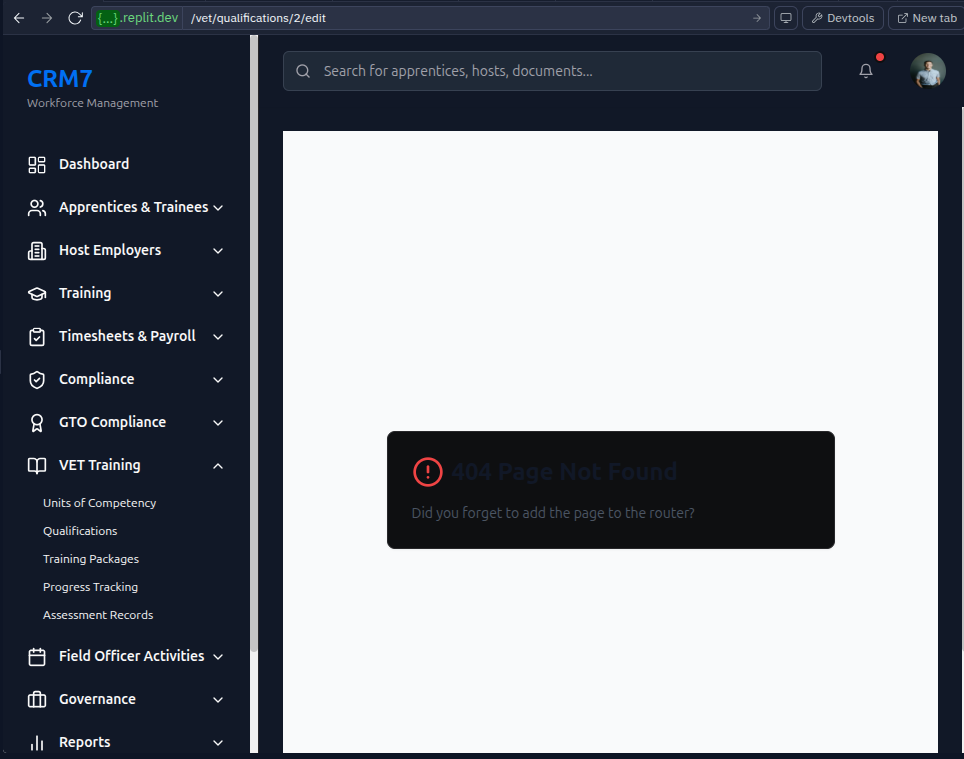 {...}.replit.dev /vet/qualifications/2/edit
Devtools
New tab
CRM7
Workforce Management
Search for apprentices, hosts, documents...
Dashboard
Apprentices & Trainees
Host Employers
Training
Timesheets & Payroll
Compliance
GTO Compliance
VET Training
Units of Competency
Qualifications
Training Packages
Progress Tracking
Assessment Records
Field Officer Activities
Governance
Reports
404 Page Not Found
Did you forget to add the page to the router?